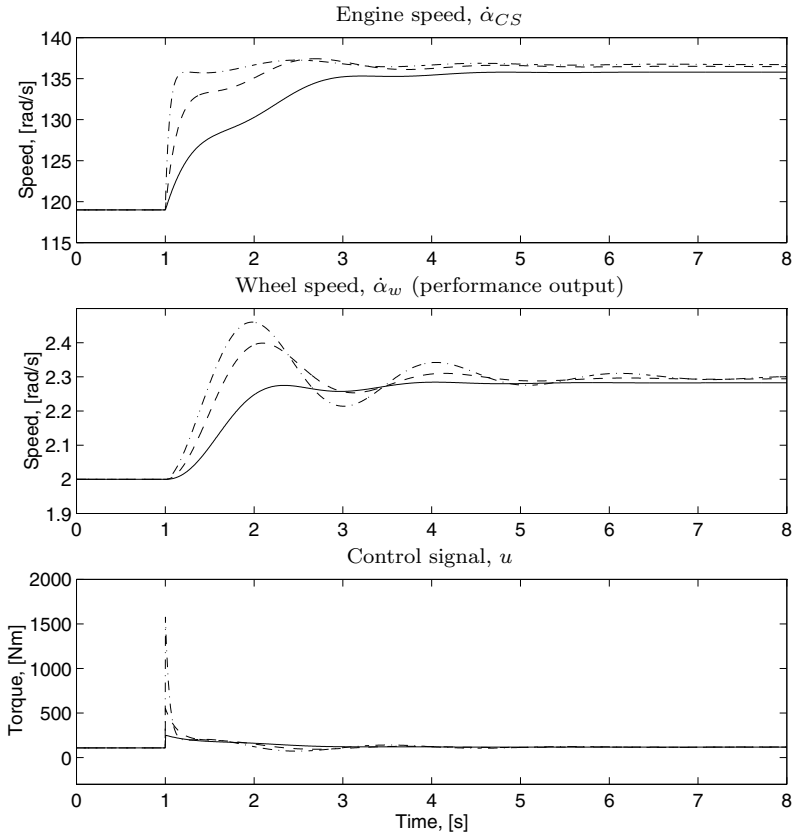 Engine speed, α̇_CS
Speed, [rad/s]
140
135
130
125
120
115
0 1 2 3 4 5 6 7 8
Wheel speed, α̇_w (performance output)
Speed, [rad/s]
2.4
2.3
2.2
2.1
2
1.9
0 1 2 3 4 5 6 7 8
Control signal, u
Torque, [Nm]
2000
1500
1000
500
0
0 1 2 3 4 5 6 7 8
Time, [s]